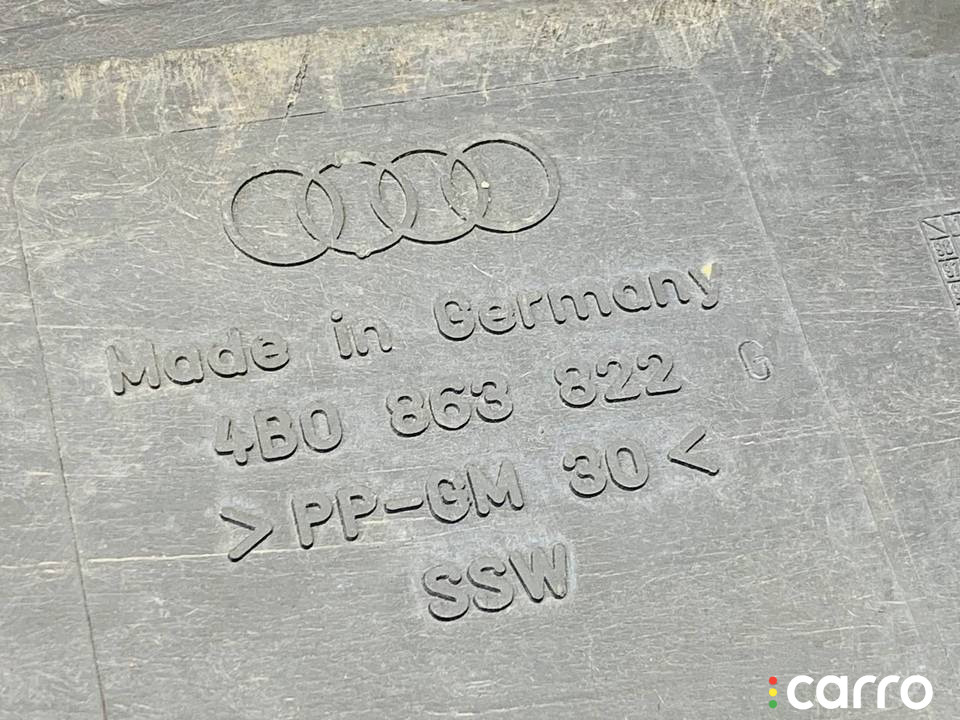 Made in Germany
4B0 863 822 G
>PP-GM 30<
SSW
carro